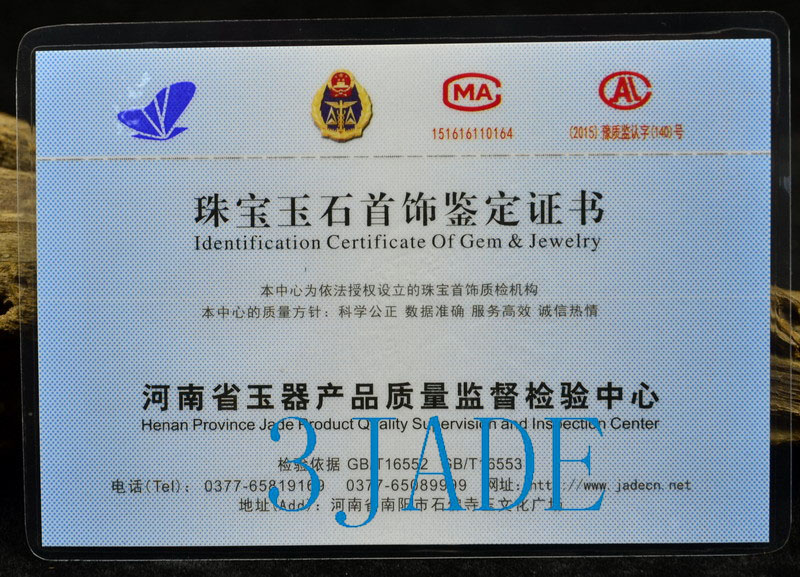 MA
AL
151616110164
(2015)豫质监认字(140)号
珠宝玉石首饰鉴定证书
Identification Certificate Of Gem & Jewelry
本中心为依法授权设立的珠宝首饰质检机构
本中心的质量方针：科学公正 数据准确 服务高效 诚信热情
河南省玉器产品质量监督检验中心
Henan Province Jade Product Quality Supervision and Inspection Center
3 JADE
检验依据 GB/T16552 GB/T16553
电话(Tel): 0377-65819169 0377-65089999 网址:http://www.jadecn.net
地址(Add): 河南省南阳市石佛寺玉文化广场